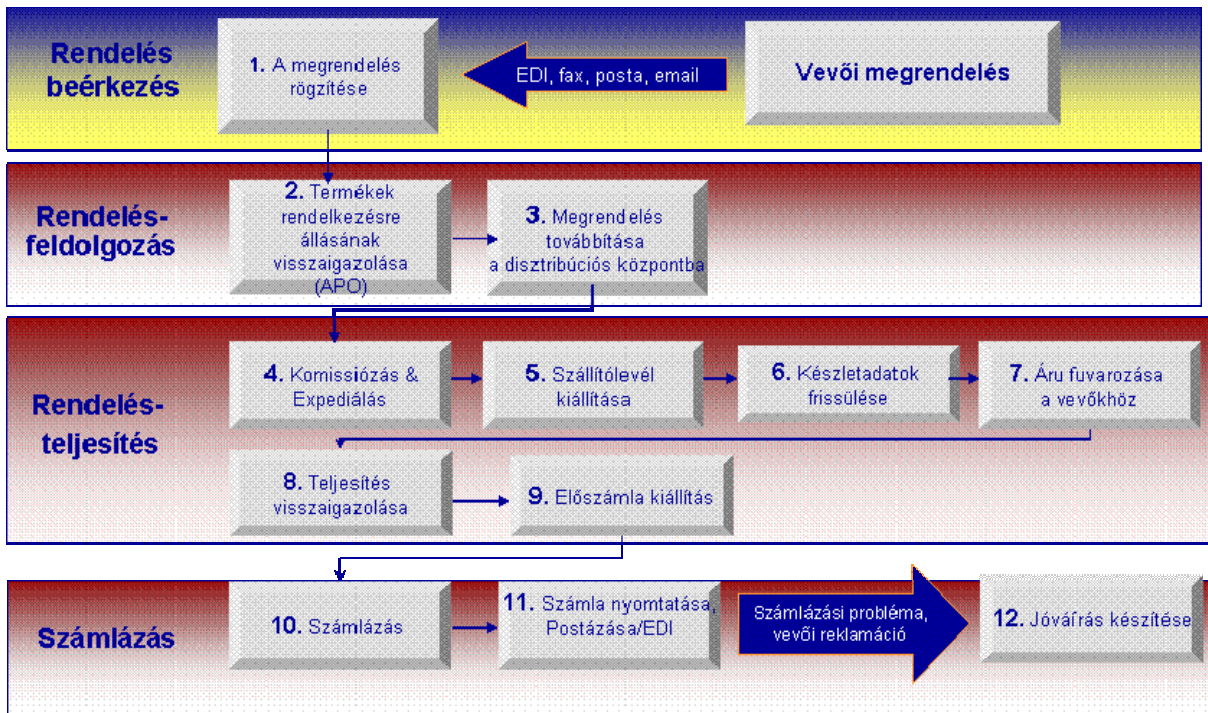 Rendelés
beérkezés
1. A megrendelés
rögzítése
EDI, fax, posta, email
Vevői megrendelés
Rendelés-
feldolgozás
2. Termékek
rendelkezésre
állásának
visszaigazolása
(APO)
3. Megrendelés
továbbítása
a disztribúciós központba
Rendelés-
teljesítés
4. Komissiózás &
Expediálás
5. Szállítólevél
kiállítása
6. Készletadatok
frissülése
7. Áru fuvarozása
a vevőkhöz
8. Teljesítés
visszaigazolása
9. Előszámla kiállítás
Számlázás
10. Számlázás
11. Számla nyomtatása,
Postázása/EDI
Számlázási probléma,
vevői reklamáció
12. Jóváírás készítése